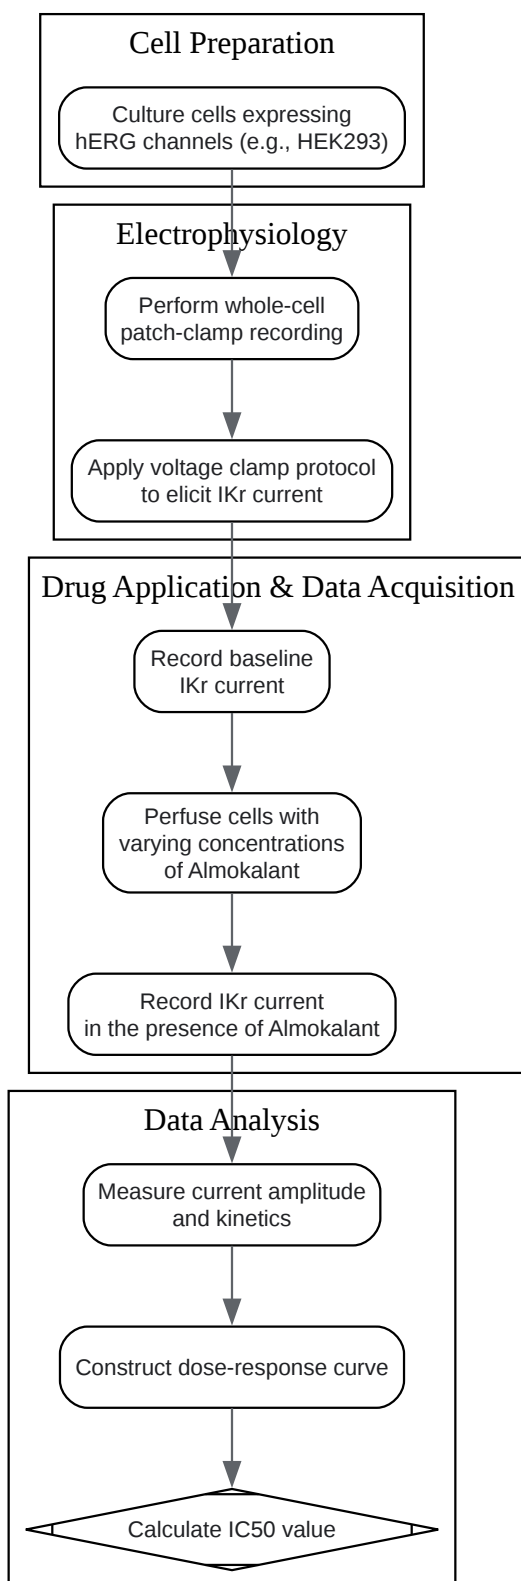 Cell Preparation
Culture cells expressing
hERG channels (e.g., HEK293)
Electrophysiology
Perform whole-cell
patch-clamp recording
Apply voltage clamp protocol
to elicit IKr current
Drug Application & Data Acquisition
Record baseline
IKr current
Perfuse cells with
varying concentrations
of Almokalant
Record IKr current
in the presence of Almokalant
Data Analysis
Measure current amplitude
and kinetics
Construct dose-response curve
Calculate IC50 value